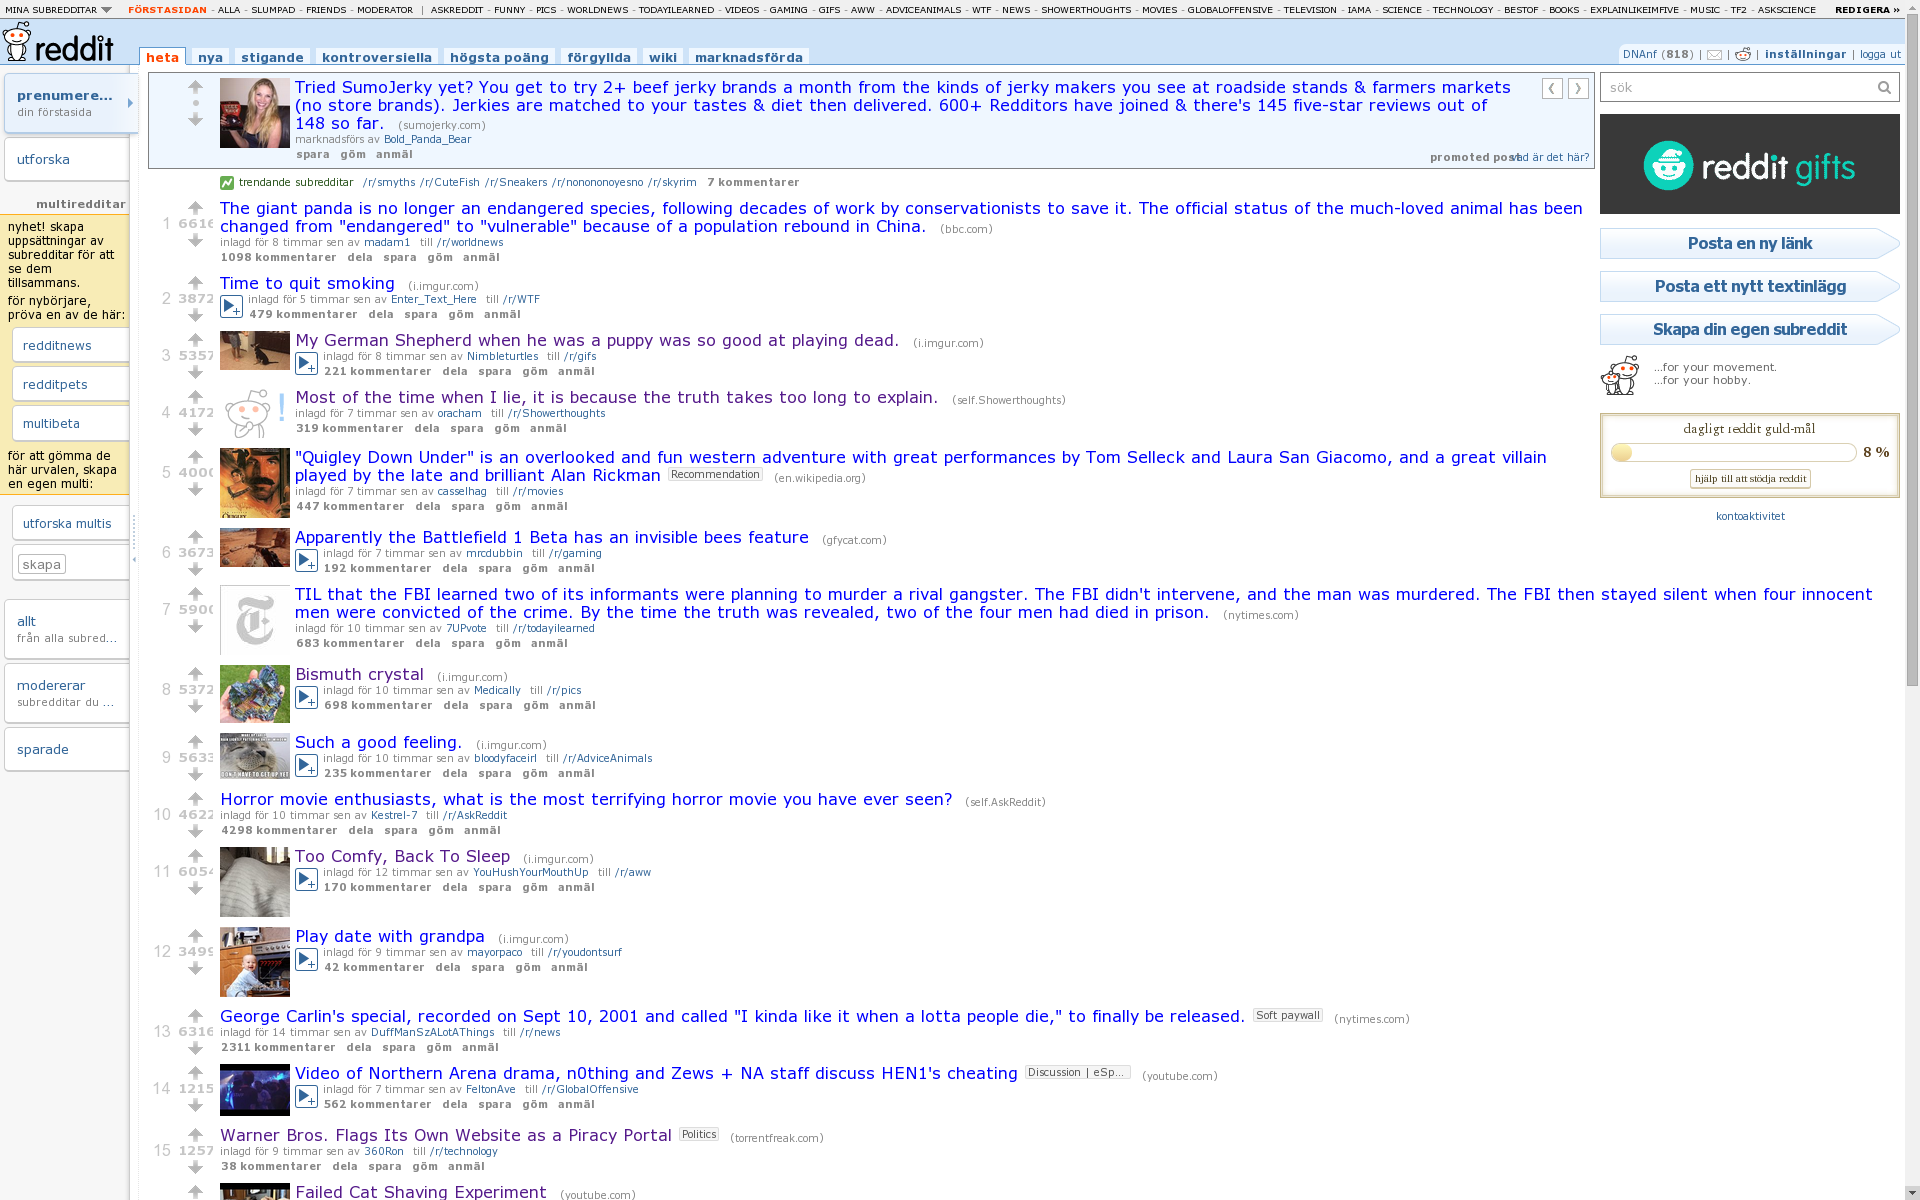 MINA SUBREDDITAR FÖRSTASIDAN - ALLA - SLUMPAD - FRIENDS - MODERATOR | ASKREDDIT - FUNNY - PICS - WORLDNEWS - TODAYILEARNED - VIDEOS - GAMING - GIFS - AWW - ADVICEANIMALS - WTF - NEWS - SHOWERTHOUGHTS - MOVIES - GLOBALOFFENSIVE - TELEVISION - IAMA - SCIENCE - TECHNOLOGY - BESTOF - BOOKS - EXPLAINLIKEIMFIVE - MUSIC - TF2 - ASKSCIENCE REDIGERA »
reddit heta nya stigande kontroversiella högsta poäng förgyllda wiki marknadsförda DNAnf (818) | | | inställningar | logga ut
prenumere...
din förstasida
utforska
multiredditar
nyhet! skapa
uppsättningar av
subredditar för att
se dem
tillsammans.
för nybörjare,
pröva en av de här:
redditnews
redditpets
multibeta
för att gömma de
här urvalen, skapa
en egen multi:
utforska multis
skapa
allt
från alla subred...
modererar
subredditar du ...
sparade
Tried SumoJerky yet? You get to try 2+ beef jerky brands a month from the kinds of jerky makers you see at roadside stands & farmers markets
(no store brands). Jerkies are matched to your tastes & diet then delivered. 600+ Redditors have joined & there's 145 five-star reviews out of
148 so far. (sumojerky.com)
marknadsförs av Bold_Panda_Bear
spara göm anmäl
promoted post vad är det här?
trendande subredditar /r/smyths /r/CuteFish /r/Sneakers /r/nonononoyesno /r/skyrim 7 kommentarer
1 6616 The giant panda is no longer an endangered species, following decades of work by conservationists to save it. The official status of the much-loved animal has been
changed from "endangered" to "vulnerable" because of a population rebound in China. (bbc.com)
inlagd för 8 timmar sen av madam1 till /r/worldnews
1098 kommentarer dela spara göm anmäl
2 3872 Time to quit smoking (i.imgur.com)
inlagd för 5 timmar sen av Enter_Text_Here till /r/WTF
479 kommentarer dela spara göm anmäl
3 5357 My German Shepherd when he was a puppy was so good at playing dead. (i.imgur.com)
inlagd för 8 timmar sen av Nimbleturtles till /r/gifs
221 kommentarer dela spara göm anmäl
4 4172 Most of the time when I lie, it is because the truth takes too long to explain. (self.Showerthoughts)
inlagd för 7 timmar sen av oracham till /r/Showerthoughts
319 kommentarer dela spara göm anmäl
5 4000 "Quigley Down Under" is an overlooked and fun western adventure with great performances by Tom Selleck and Laura San Giacomo, and a great villain
played by the late and brilliant Alan Rickman Recommendation (en.wikipedia.org)
inlagd för 7 timmar sen av casselhag till /r/movies
447 kommentarer dela spara göm anmäl
6 3673 Apparently the Battlefield 1 Beta has an invisible bees feature (gfycat.com)
inlagd för 7 timmar sen av mrcdubbin till /r/gaming
192 kommentarer dela spara göm anmäl
7 5900 TIL that the FBI learned two of its informants were planning to murder a rival gangster. The FBI didn't intervene, and the man was murdered. The FBI then stayed silent when four innocent
men were convicted of the crime. By the time the truth was revealed, two of the four men had died in prison. (nytimes.com)
inlagd för 10 timmar sen av 7UPvote till /r/todayilearned
683 kommentarer dela spara göm anmäl
8 5372 Bismuth crystal (i.imgur.com)
inlagd för 10 timmar sen av Medically till /r/pics
698 kommentarer dela spara göm anmäl
9 5633 Such a good feeling. (i.imgur.com)
inlagd för 10 timmar sen av bloodyfaceirl till /r/AdviceAnimals
235 kommentarer dela spara göm anmäl
DON'T HAVE TO GET UP YET
10 4622 Horror movie enthusiasts, what is the most terrifying horror movie you have ever seen? (self.AskReddit)
inlagd för 10 timmar sen av Kestrel-7 till /r/AskReddit
4298 kommentarer dela spara göm anmäl
11 6054 Too Comfy, Back To Sleep (i.imgur.com)
inlagd för 12 timmar sen av YouHushYourMouthUp till /r/aww
170 kommentarer dela spara göm anmäl
12 3499 Play date with grandpa (i.imgur.com)
inlagd för 9 timmar sen av mayorpaco till /r/youdontsurf
42 kommentarer dela spara göm anmäl
13 6316 George Carlin's special, recorded on Sept 10, 2001 and called "I kinda like it when a lotta people die," to finally be released. Soft paywall (nytimes.com)
inlagd för 14 timmar sen av DuffManSzALotAThings till /r/news
2311 kommentarer dela spara göm anmäl
14 1215 Video of Northern Arena drama, n0thing and Zews + NA staff discuss HEN1's cheating Discussion | eSp... (youtube.com)
inlagd för 7 timmar sen av FeltonAve till /r/GlobalOffensive
562 kommentarer dela spara göm anmäl
15 1257 Warner Bros. Flags Its Own Website as a Piracy Portal Politics (torrentfreak.com)
inlagd för 9 timmar sen av 360Ron till /r/technology
38 kommentarer dela spara göm anmäl
Failed Cat Shaving Experiment (youtube.com)
sök
reddit gifts
Posta en ny länk
Posta ett nytt textinlägg
Skapa din egen subreddit
...for your movement.
...for your hobby.
dagligt reddit guld-mål
8 %
hjälp till att stödja reddit
kontoaktivitet